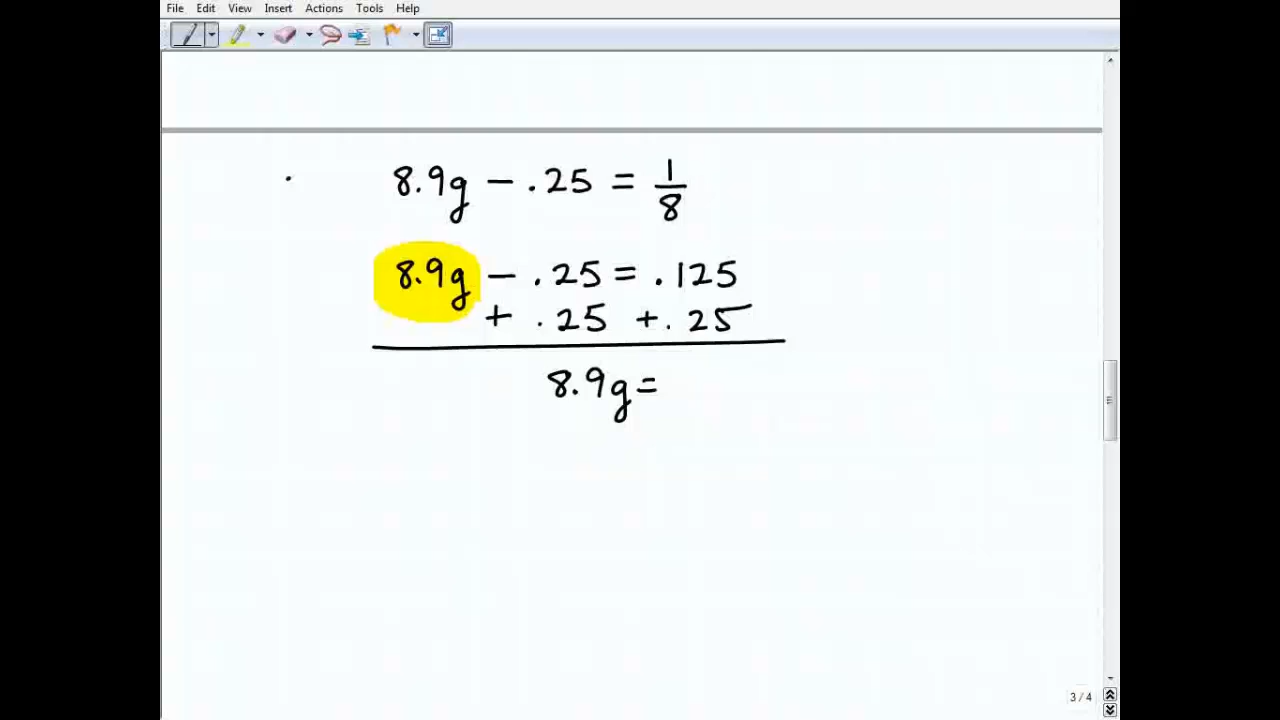 File Edit View Insert Actions Tools Help
8.9g - .25 = 1/8
8.9g - .25 = .125
+ .25 + .25
8.9g =
3 / 4